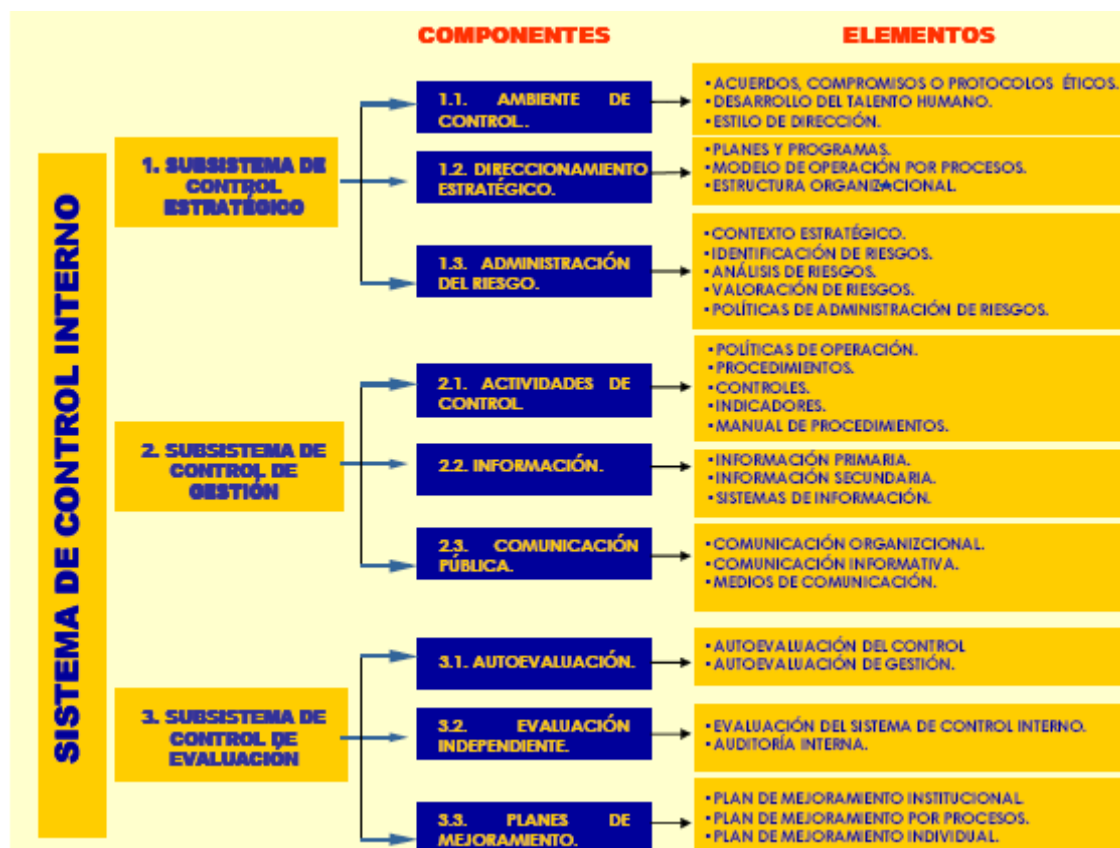 COMPONENTES
ELEMENTOS
SISTEMA DE CONTROL INTERNO
1. SUBSISTEMA DE
CONTROL
ESTRATÉGICO
1.1. AMBIENTE DE
CONTROL.
▪ ACUERDOS, COMPROMISOS O PROTOCOLOS ÉTICOS.
▪ DESARROLLO DEL TALENTO HUMANO.
▪ ESTILO DE DIRECCIÓN.
1.2. DIRECCIONAMIENTO
ESTRATÉGICO.
▪ PLANES Y PROGRAMAS.
▪ MODELO DE OPERACIÓN POR PROCESOS.
▪ ESTRUCTURA ORGANIZACIONAL.
1.3. ADMINISTRACIÓN
DEL RIESGO.
▪ CONTEXTO ESTRATÉGICO.
▪ IDENTIFICACIÓN DE RIESGOS.
▪ ANÁLISIS DE RIESGOS.
▪ VALORACIÓN DE RIESGOS.
▪ POLÍTICAS DE ADMINISTRACIÓN DE RIESGOS.
2. SUBSISTEMA DE
CONTROL DE
GESTIÓN
2.1. ACTIVIDADES DE
CONTROL.
▪ POLÍTICAS DE OPERACIÓN.
▪ PROCEDIMIENTOS.
▪ CONTROLES.
▪ INDICADORES.
▪ MANUAL DE PROCEDIMIENTOS.
2.2. INFORMACIÓN.
▪ INFORMACIÓN PRIMARIA.
▪ INFORMACIÓN SECUNDARIA.
▪ SISTEMAS DE INFORMACIÓN.
2.3. COMUNICACIÓN
PÚBLICA.
▪ COMUNICACIÓN ORGANIZCIONAL.
▪ COMUNICACIÓN INFORMATIVA.
▪ MEDIOS DE COMUNICACIÓN.
3. SUBSISTEMA DE
CONTROL DE
EVALUACIÓN
3.1. AUTOEVALUACIÓN.
▪ AUTOEVALUACIÓN DEL CONTROL
▪ AUTOEVALUACIÓN DE GESTIÓN.
3.2. EVALUACIÓN
INDEPENDIENTE.
▪ EVALUACIÓN DEL SISTEMA DE CONTROL INTERNO.
▪ AUDITORÍA INTERNA.
3.3. PLANES DE
MEJORAMIENTO.
▪ PLAN DE MEJORAMIENTO INSTITUCIONAL.
▪ PLAN DE MEJORAMIENTO POR PROCESOS.
▪ PLAN DE MEJORAMIENTO INDIVIDUAL.